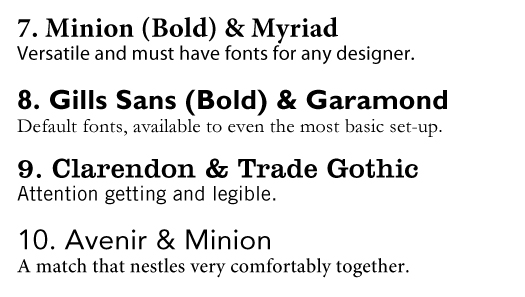 7. Minion (Bold) & Myriad
Versatile and must have fonts for any designer.
8. Gills Sans (Bold) & Garamond
Default fonts, available to even the most basic set-up.
9. Clarendon & Trade Gothic
Attention getting and legible.
10. Avenir & Minion
A match that nestles very comfortably together.